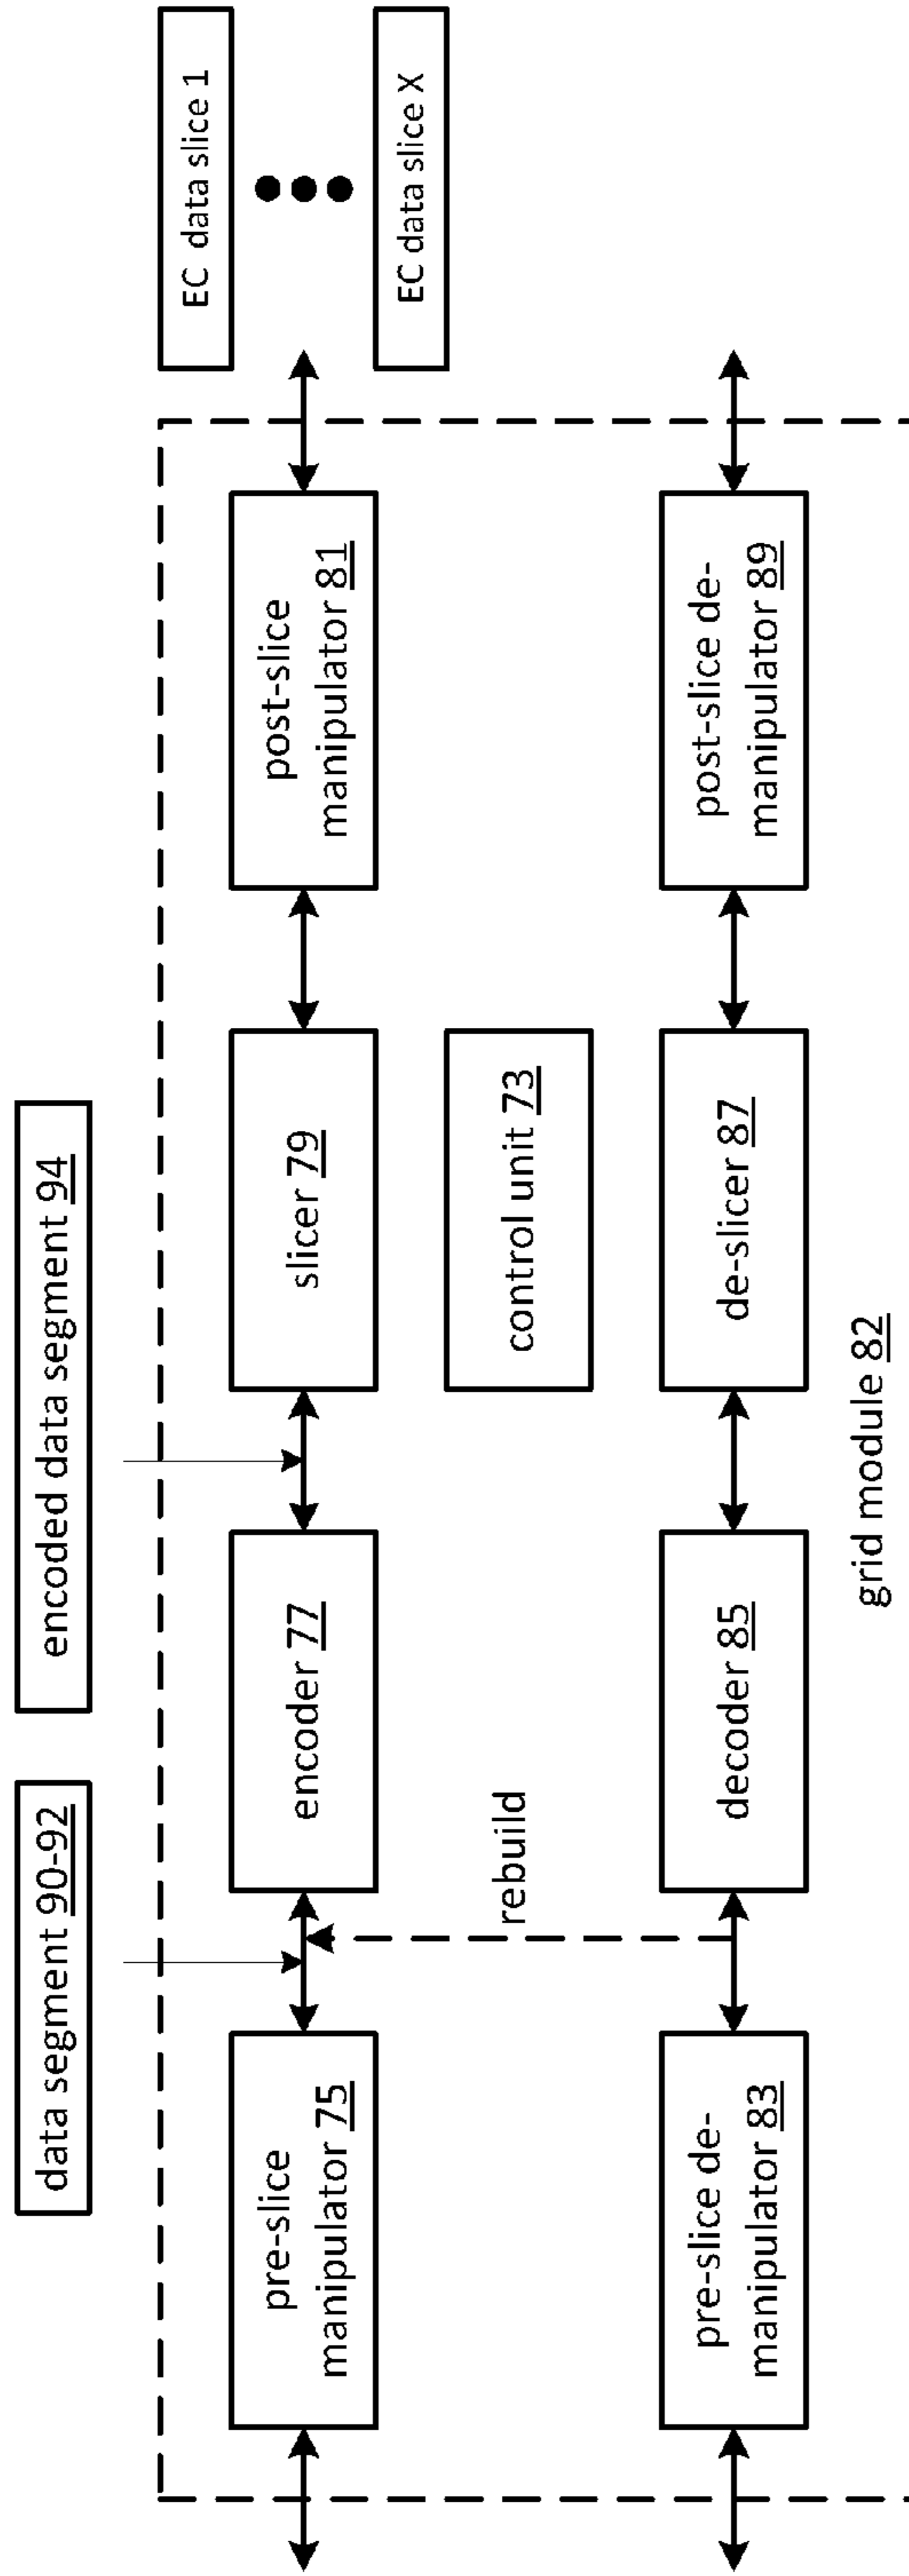 data segment 90-92
encoded data segment 94
pre-slice
manipulator 75
encoder 77
slicer 79
post-slice
manipulator 81
EC data slice 1
EC data slice X
rebuild
control unit 73
pre-slice de-
manipulator 83
decoder 85
de-slicer 87
post-slice de-
manipulator 89
grid module 82